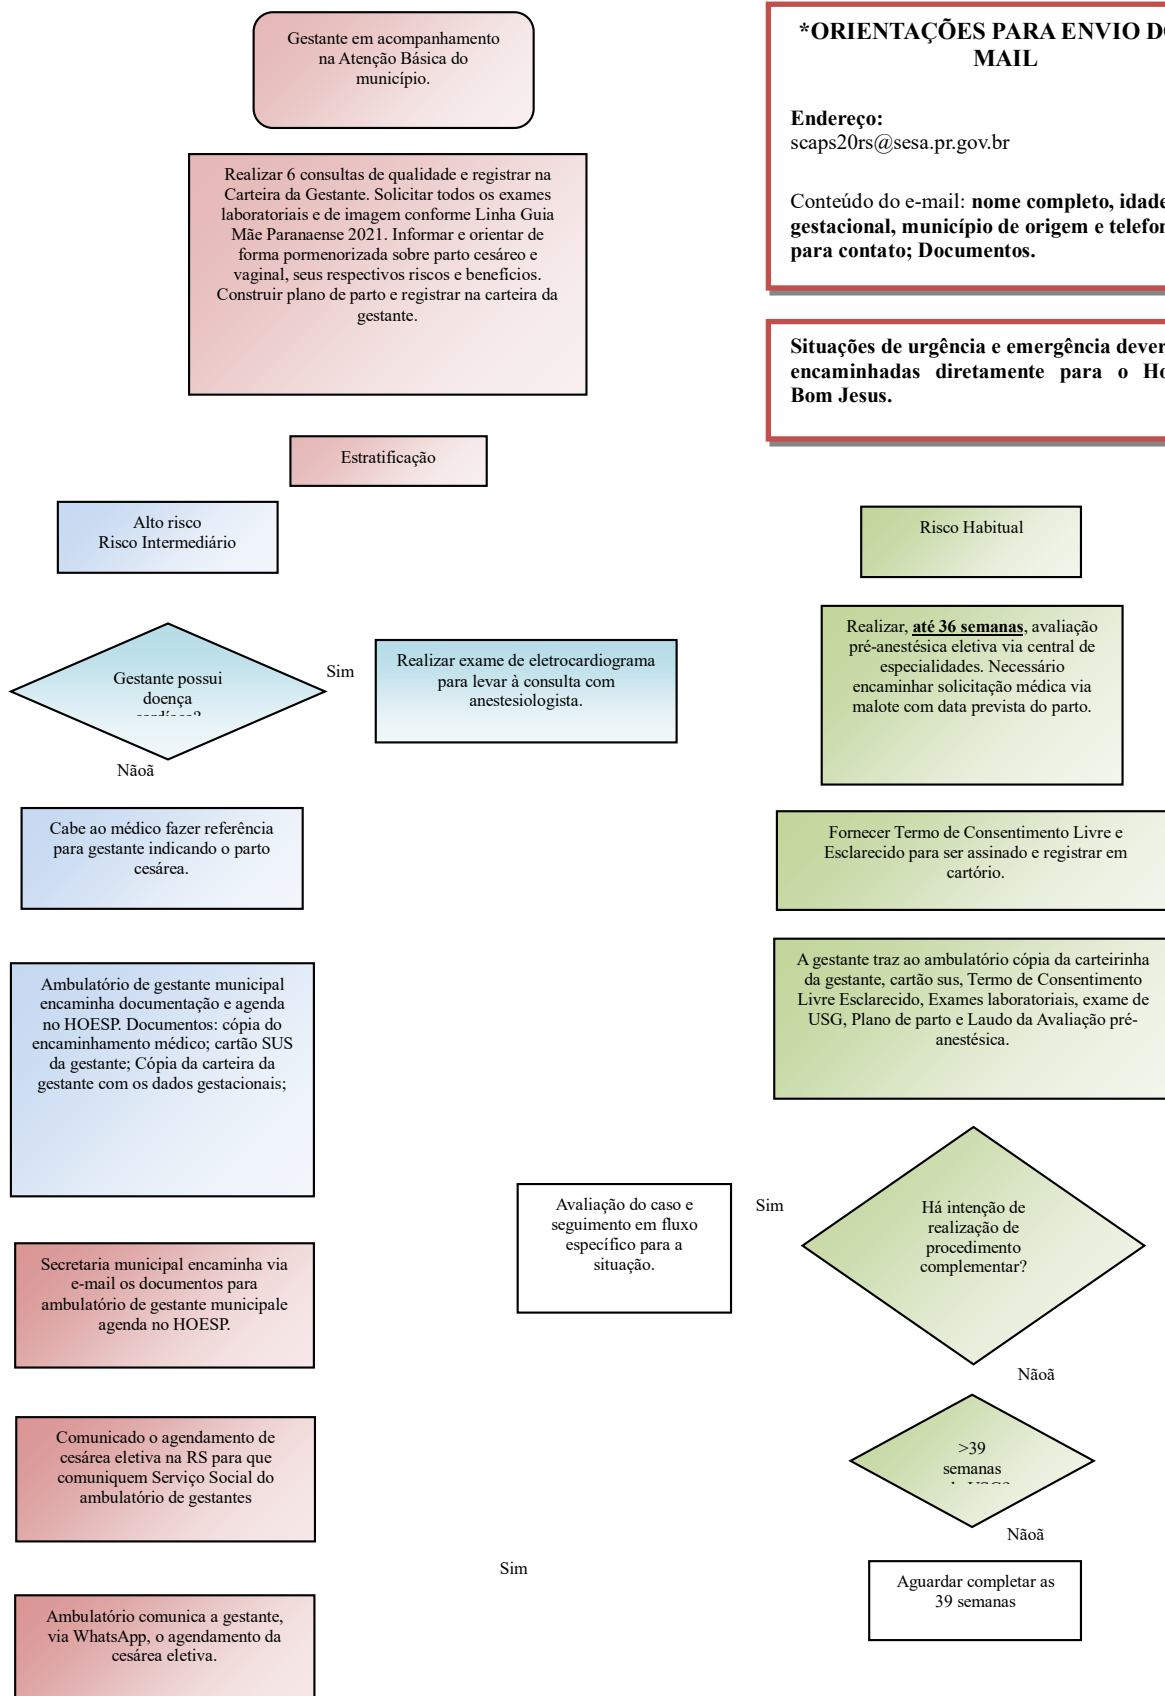 Gestante em acompanhamento
na Atenção Básica do
município.
Realizar 6 consultas de qualidade e registrar na
Carteira da Gestante. Solicitar todos os exames
laboratoriais e de imagem conforme Linha Guia
Mãe Paranaense 2021. Informar e orientar de
forma pormenorizada sobre parto cesáreo e
vaginal, seus respectivos riscos e benefícios.
Construir plano de parto e registrar na carteira da
gestante.
*ORIENTAÇÕES PARA ENVIO
MAIL
Endereço:
scaps20rs@sesa.pr.gov.br
Conteúdo do e-mail: nome completo, idade
gestacional, município de origem e
para contato; Documentos.
Situações de urgência e emergência
encaminhadas diretamente para o
Bom Jesus.
Estratificação
Alto risco
Risco Intermediário
Risco Habitual
Gestante possui
doença
Sim
Nãoã
Realizar exame de eletrocardiograma
para levar à consulta com
anestesiologista.
Realizar, até 36 semanas, avaliação
pré-anestésica eletiva via central de
especialidades. Necessário
encaminhar solicitação médica via
malote com data prevista do parto.
Cabe ao médico fazer referência
para gestante indicando o parto
cesárea.
Fornecer Termo de Consentimento Livre e
Esclarecido para ser assinado e registrar em
cartório.
Ambulatório de gestante municipal
encaminha documentação e agenda
no HOESP. Documentos: cópia do
encaminhamento médico; cartão SUS
da gestante; Cópia da carteira da
gestante com os dados gestacionais;
A gestante traz ao ambulatório cópia da carteirinha
da gestante, cartão sus, Termo de Consentimento
Livre Esclarecido, Exames laboratoriais, exame de
USG, Plano de parto e Laudo da Avaliação pré-
anestésica.
Avaliação do caso e
seguimento em fluxo
específico para a
situação.
Sim
Há intenção de
realização de
procedimento
complementar?
Nãoã
Secretaria municipal encaminha via
e-mail os documentos para
ambulatório de gestante municipale
agenda no HOESP.
>39
semanas
Nãoã
Comunicado o agendamento de
cesárea eletiva na RS para que
comuniquem Serviço Social do
ambulatório de gestantes
Sim
Aguardar completar as
39 semanas
Ambulatório comunica a gestante,
via WhatsApp, o agendamento da
cesárea eletiva.